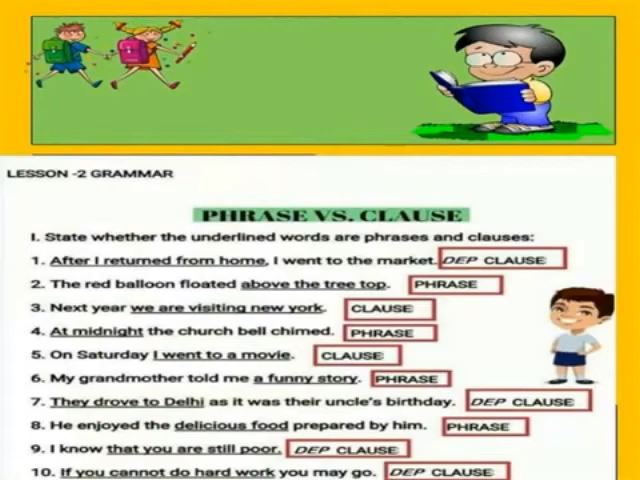 LESSON -2 GRAMMAR
PHRASE VS. CLAUSE
I. State whether the underlined words are phrases and clauses:
1. After I returned from home, I went to the market. DEP CLAUSE
2. The red balloon floated above the tree top. PHRASE
3. Next year we are visiting new york. CLAUSE
4. At midnight the church bell chimed. PHRASE
5. On Saturday I went to a movie. CLAUSE
6. My grandmother told me a funny story. PHRASE
7. They drove to Delhi as it was their uncle's birthday. DEP CLAUSE
8. He enjoyed the delicious food prepared by him. PHRASE
9. I know that you are still poor. DEP CLAUSE
10. If you cannot do hard work you may go. DEP CLAUSE